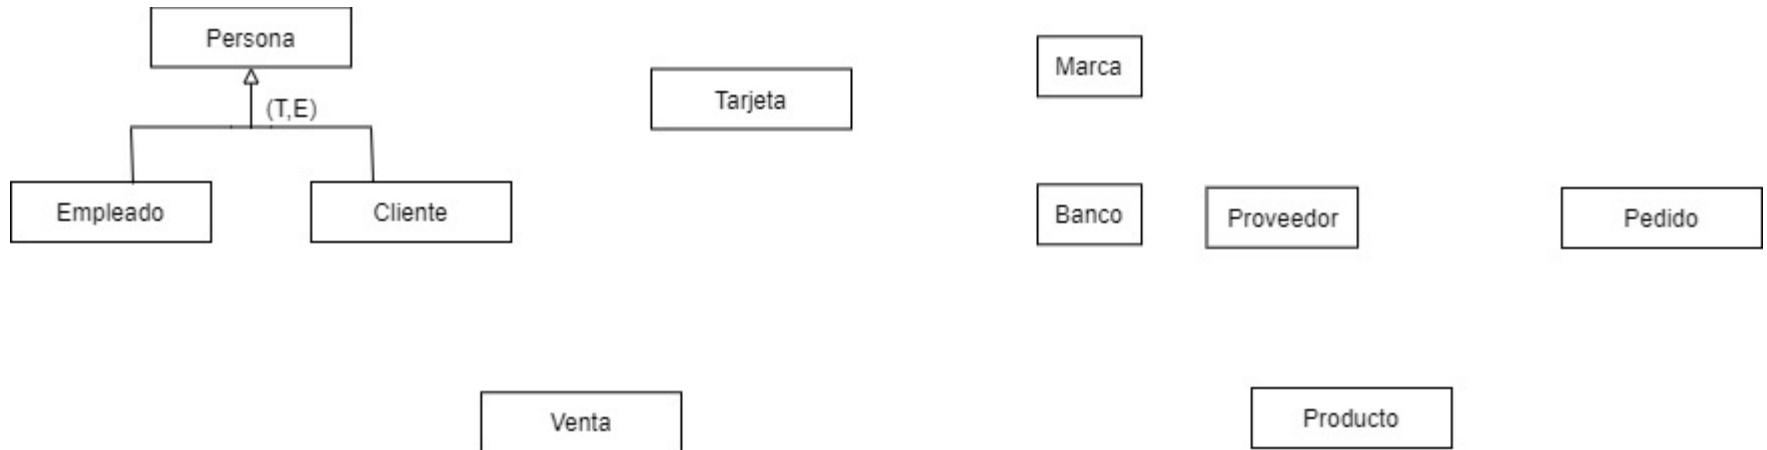 Persona
Marca
Tarjeta
(T,E)
Empleado
Cliente
Banco
Proveedor
Pedido
Venta
Producto